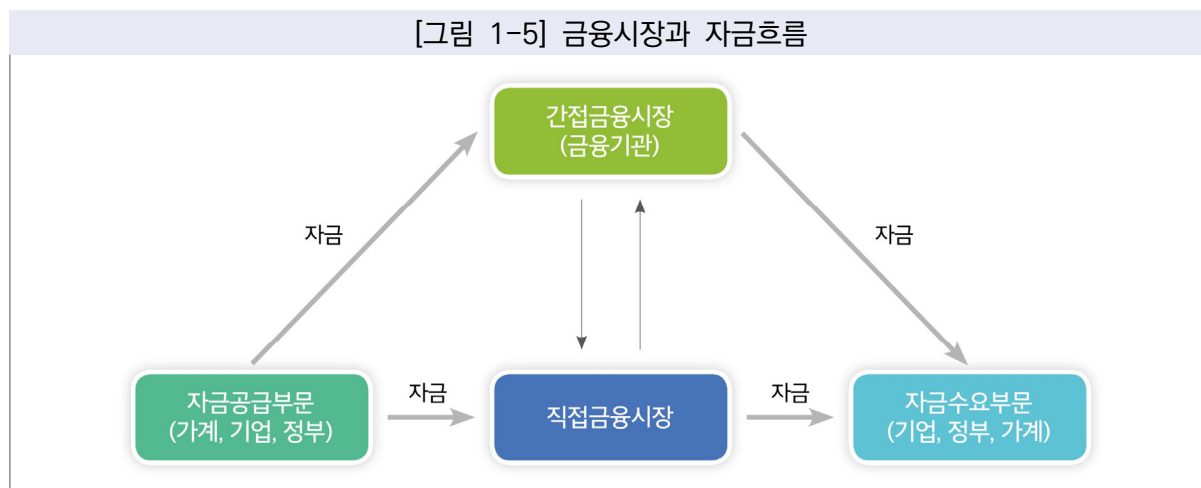 [그림 1-5] 금융시장과 자금흐름
간접금융시장
(금융기관)
자금
자금
자금공급부문
(가계, 기업, 정부)
자금
직접금융시장
자금
자금수요부문
(기업, 정부, 가계)